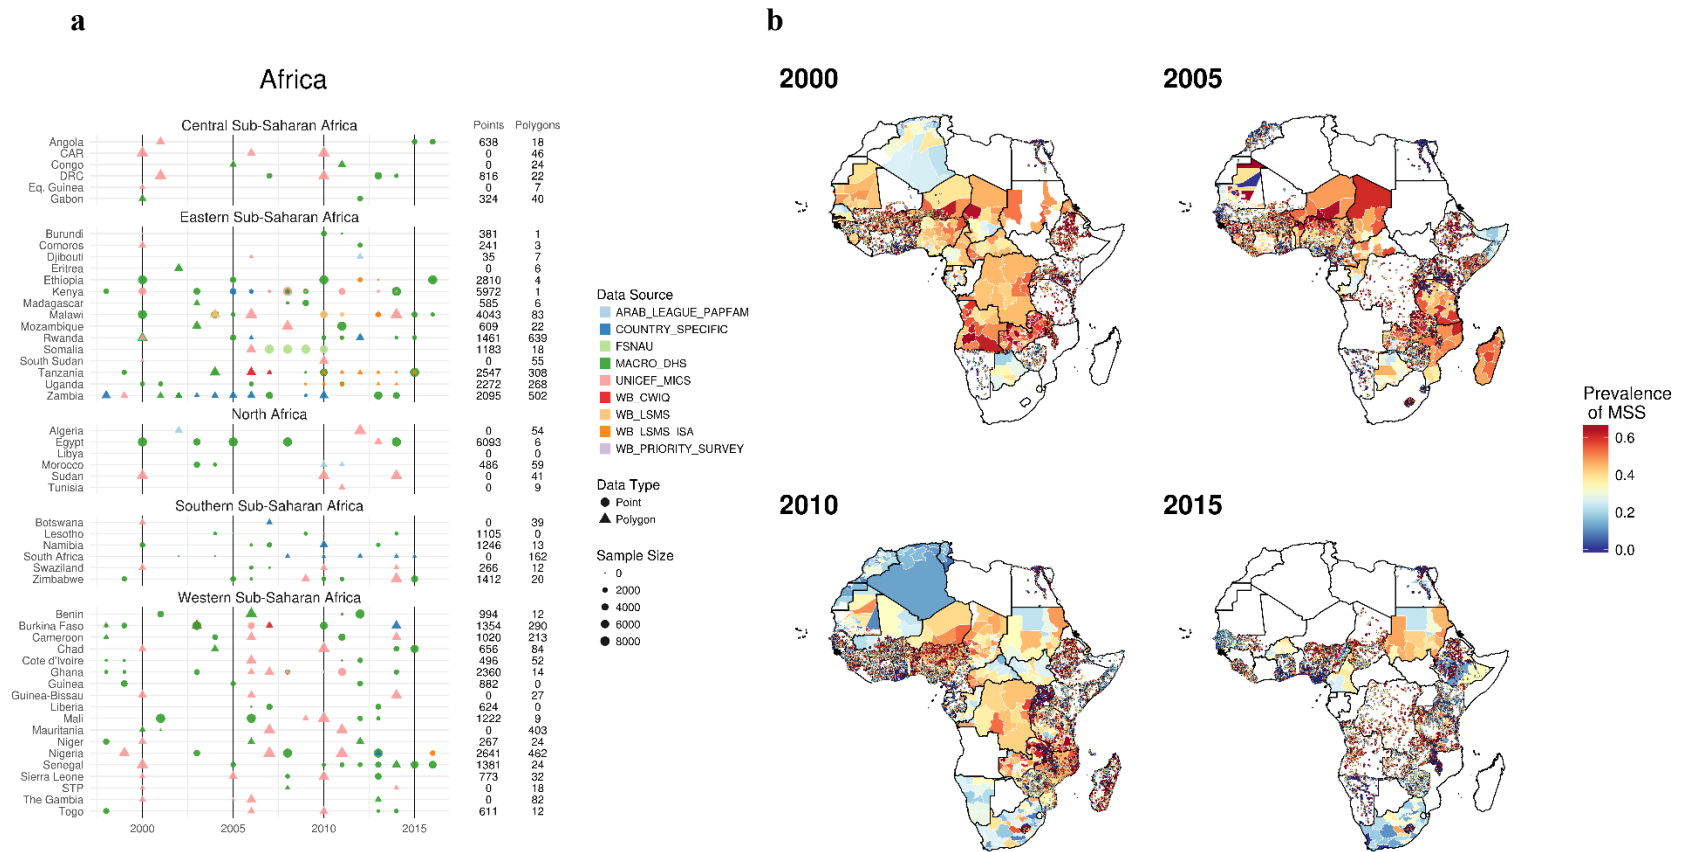 a
b
Africa
Central Sub-Saharan Africa
Points Polygons
Angola 638 18
CAR 0 46
Congo 0 24
DRC 816 22
Eq. Guinea 0 7
Gabon 324 40
Eastern Sub-Saharan Africa
Burundi 381 1
Comoros 241 3
Djibouti 35 7
Eritrea 0 6
Ethiopia 2810 4
Kenya 5972 1
Madagascar 585 6
Malawi 4043 83
Mozambique 609 22
Rwanda 1461 639
Somalia 1183 18
South Sudan 0 55
Tanzania 2547 308
Uganda 2272 268
Zambia 2095 502
North Africa
Algeria 0 54
Egypt 6093 6
Libya 0 0
Morocco 486 59
Sudan 0 41
Tunisia 0 9
Southern Sub-Saharan Africa
Botswana 0 39
Lesotho 1105 0
Namibia 1246 13
South Africa 0 162
Swaziland 266 12
Zimbabwe 1412 20
Western Sub-Saharan Africa
Benin 994 12
Burkina Faso 1354 290
Cameroon 1020 213
Chad 656 84
Cote d'Ivoire 496 52
Ghana 2360 14
Guinea 882 0
Guinea-Bissau 0 27
Liberia 624 0
Mali 1222 9
Mauritania 0 403
Niger 267 24
Nigeria 2641 462
Senegal 1381 24
Sierra Leone 773 32
STP 0 18
The Gambia 0 82
Togo 611 12
2000 2005 2010 2015
Data Source
ARAB_LEAGUE_PAPFAM
COUNTRY_SPECIFIC
FSNAU
MACRO_DHS
UNICEF_MICS
WB_CWIQ
WB_LSMS
WB_LSMS_ISA
WB_PRIORITY_SURVEY
Data Type
Point
Polygon
Sample Size
0
2000
4000
6000
8000
2000
2005
2010
2015
Prevalence
of MSS
0.6
0.4
0.2
0.0